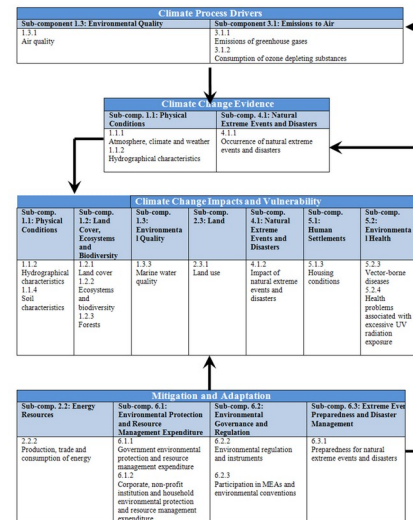 Climate Process Drivers
Sub-component 1.3: Environmental Quality
Sub-component 3.1: Emissions to Air
1.3.1
Air quality
3.1.1
Emissions of greenhouse gases
3.1.2
Consumption of ozone depleting substances
Climate Change Evidence
Sub-comp. 1.1: Physical
Conditions
Sub-comp. 4.1: Natural
Extreme Events and Disasters
1.1.1
Atmosphere, climate and weather
1.1.2
Hydrographical characteristics
4.1.1
Occurrence of natural extreme
events and disasters
Climate Change Impacts and Vulnerability
Sub-comp.
1.1: Physical
Conditions
Sub-comp.
1.2: Land
Cover,
Ecosystems
and
Biodiversity
Sub-comp.
1.3:
Environmenta
l Quality
Sub-comp.
2.3: Land
Sub-comp.
4.1: Natural
Extreme
Events and
Disasters
Sub-comp.
5.1:
Human
Settlements
Sub-comp.
5.2:
Environmenta
l Health
1.1.2
Hydrographical
characteristics
1.1.4
Soil
characteristics
1.2.1
Land cover
1.2.2
Ecosystems
and
biodiversity
1.2.3
Forests
1.3.3
Marine water
quality
2.3.1
Land use
4.1.2
Impact of
natural extreme
events and
disasters
5.1.3
Housing
conditions
5.2.3
Vector-borne
diseases
5.2.4
Health
problems
associated with
excessive UV
radiation
exposure
Mitigation and Adaptation
Sub-comp. 2.2: Energy
Resources
Sub-comp. 6.1:
Environmental Protection
and Resource
Management Expenditure
Sub-comp. 6.2:
Environmental
Governance and
Regulation
Sub-comp. 6.3: Extreme Even
Preparedness and Disaster
Management
2.2.2
Production, trade and
consumption of energy
6.1.1
Government environmental
protection and resource
management expenditure
6.1.2
Corporate, non-profit
institution and household
environmental protection
and resource management
expenditure
6.2.2
Environmental regulation
and instruments
6.2.3
Participation in MEAs and
environmental conventions
6.3.1
Preparedness for natural
extreme events and disasters